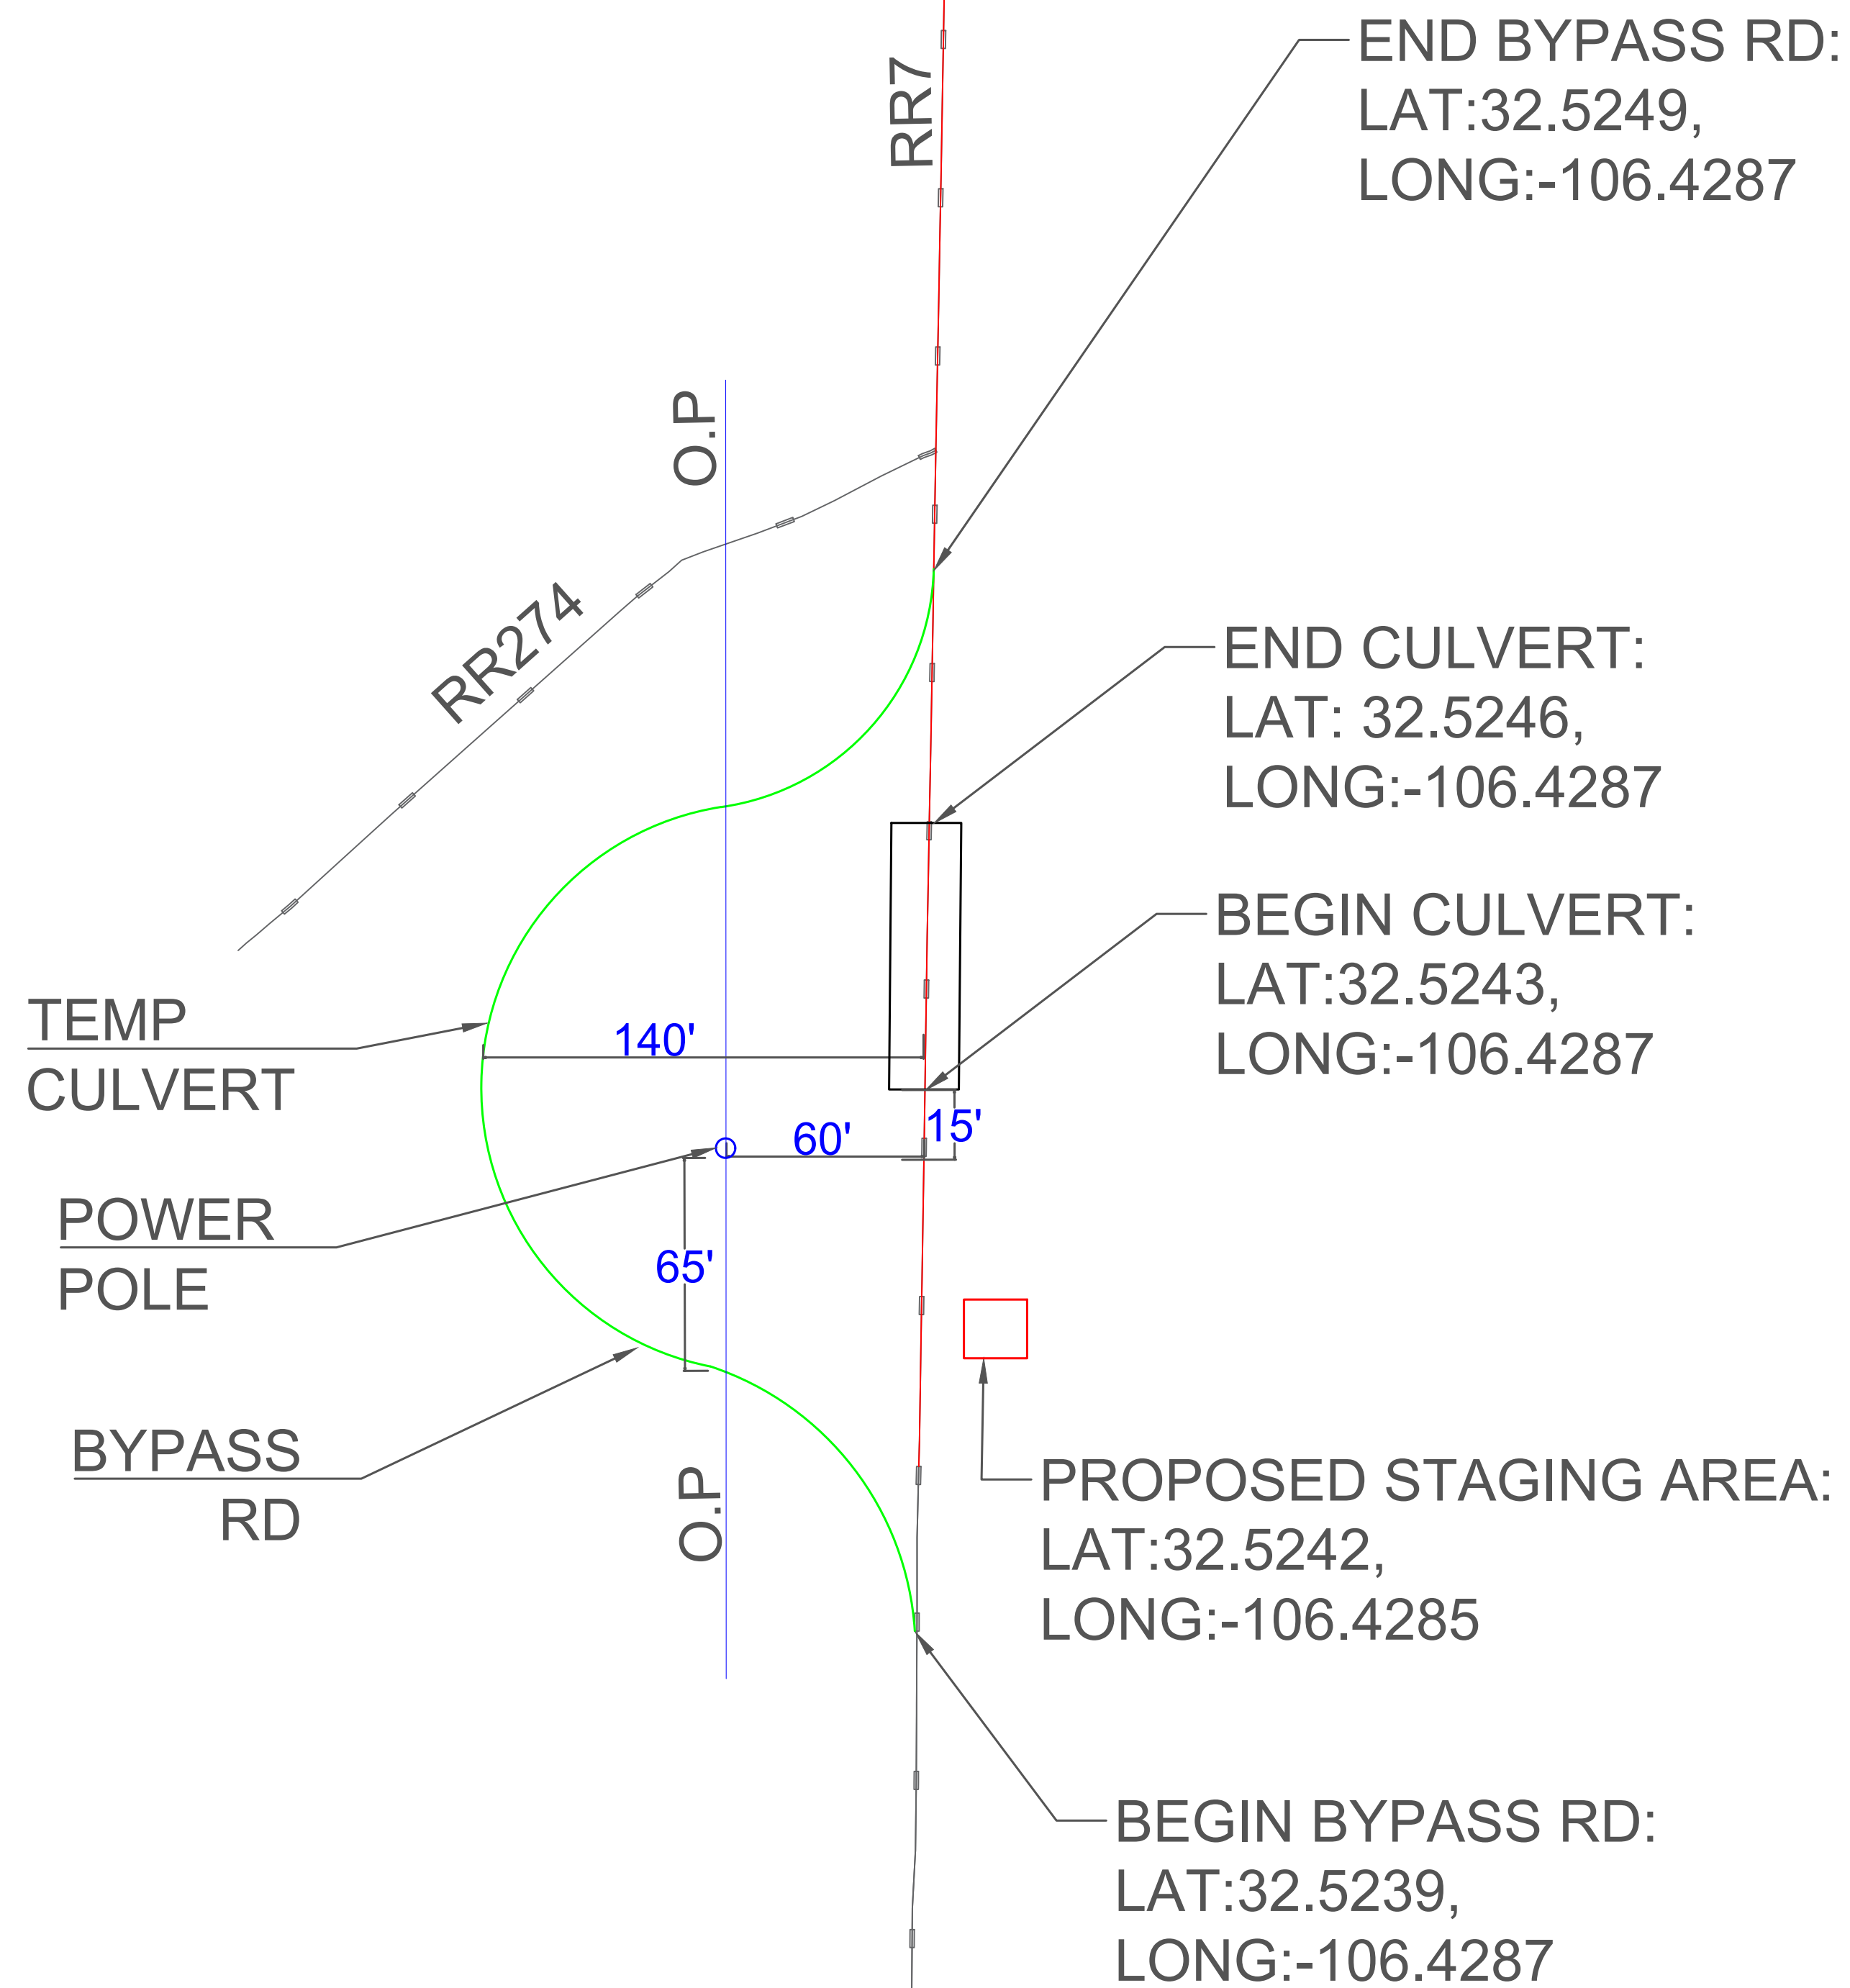 END BYPASS RD:
LAT:32.5249,
LONG:-106.4287
RR7
O.P
RR274
END CULVERT:
LAT: 32.5246,
LONG:-106.4287
BEGIN CULVERT:
LAT:32.5243,
LONG:-106.4287
TEMP
CULVERT
140'
60'
15'
POWER
POLE
65'
BYPASS
RD
O.P
PROPOSED STAGING AREA:
LAT:32.5242,
LONG:-106.4285
BEGIN BYPASS RD:
LAT:32.5239,
LONG:-106.4287